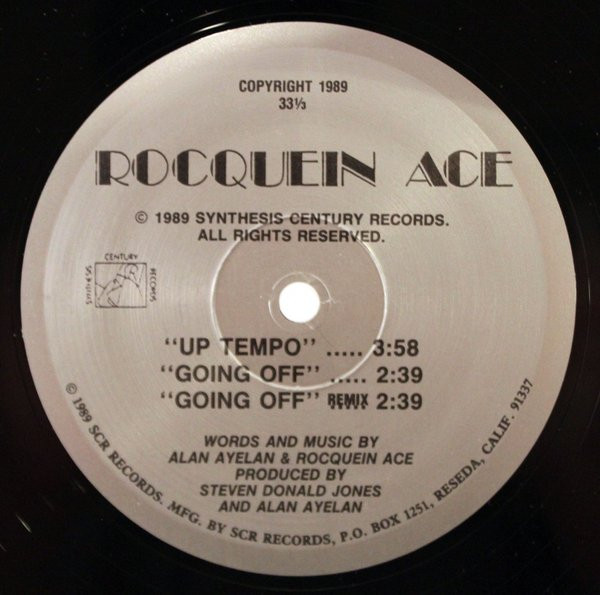 COPYRIGHT 1989
33⅓
ROCQUEIN ACE
© 1989 SYNTHESIS CENTURY RECORDS.
ALL RIGHTS RESERVED.
SYNTHESIS CENTURY RECORDS
"UP TEMPO" ..... 3:58
"GOING OFF" ..... 2:39
"GOING OFF" REMIX 2:39
WORDS AND MUSIC BY
ALAN AYELAN & ROCQUEIN ACE
PRODUCED BY
STEVEN DONALD JONES
AND ALAN AYELAN
© 1989 SCR RECORDS. MFG. BY SCR RECORDS, P.O. BOX 1251, RESEDA, CALIF. 91337